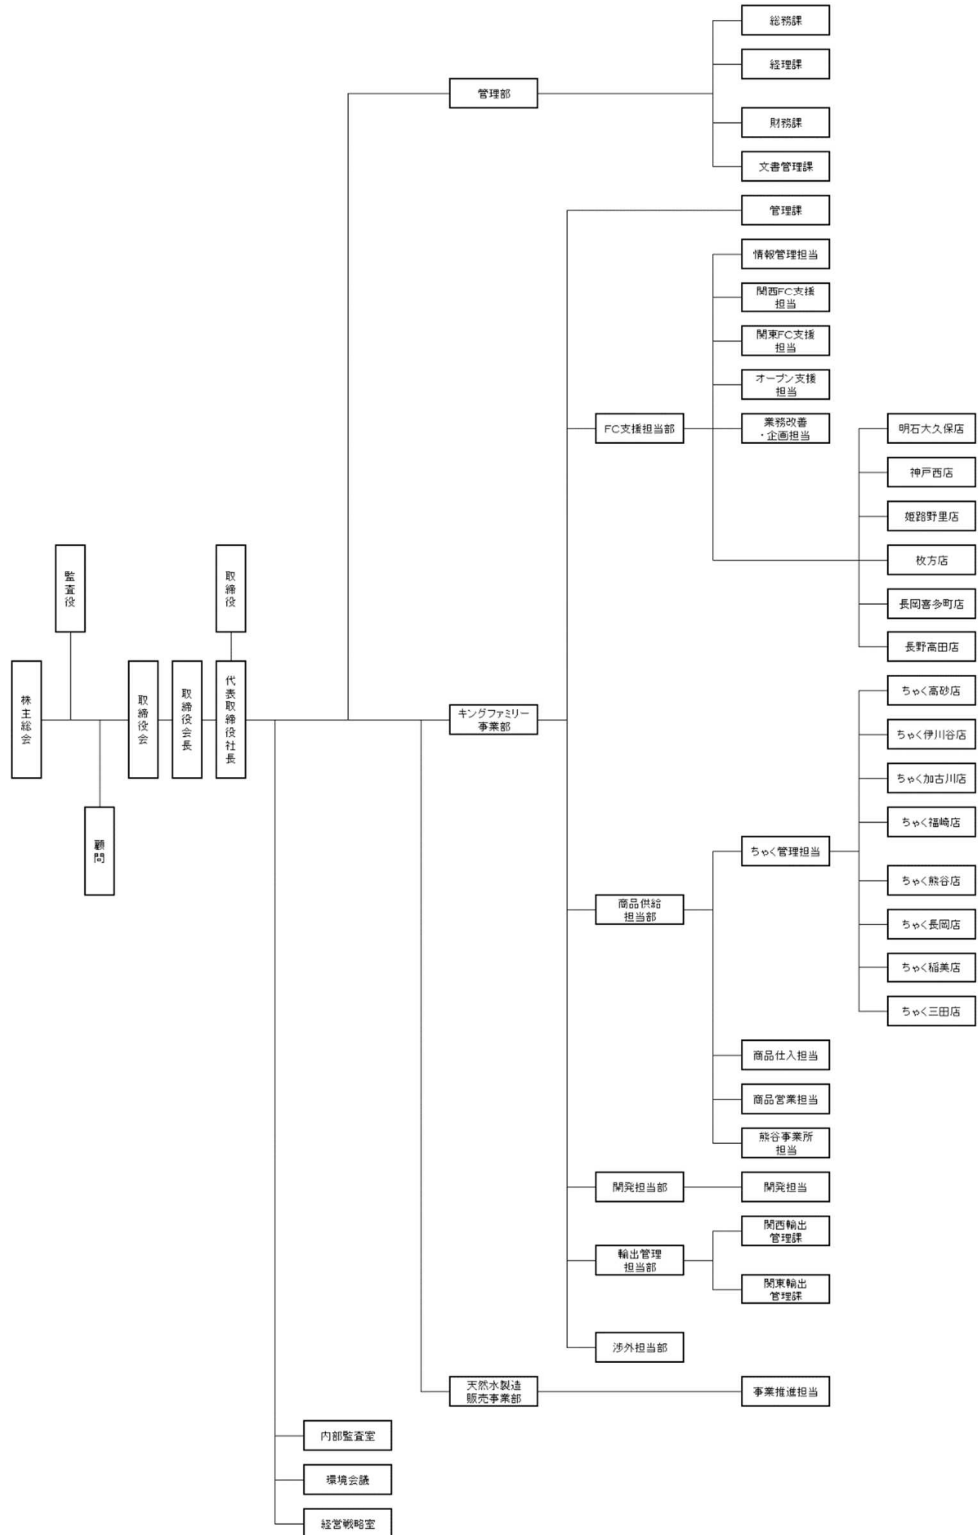 総務課
経理課
管理部
財務課
文書管理課
管理課
情報管理担当
関西FC支援
担当
関東FC支援
担当
オープン支援
担当
FC支援担当部
業務改善
・企画担当
明石大久保店
神戸西店
姫路野里店
枚方店
長岡喜多町店
長野高田店
監査役
取締役
株主総会
取締役会
取締役会長
代表取締役社長
顧問
キングファミリー
事業部
ちゃく高砂店
ちゃく伊川谷店
ちゃく加古川店
ちゃく福崎店
ちゃく管理担当
ちゃく熊谷店
商品供給
担当部
ちゃく長岡店
ちゃく稲美店
ちゃく三田店
商品仕入担当
商品営業担当
熊谷事業所
担当
開発担当部
開発担当
関西輸出
管理課
輸出管理
担当部
関東輸出
管理課
渉外担当部
天然水製造
販売事業部
事業推進担当
内部監査室
環境会議
経営戦略室